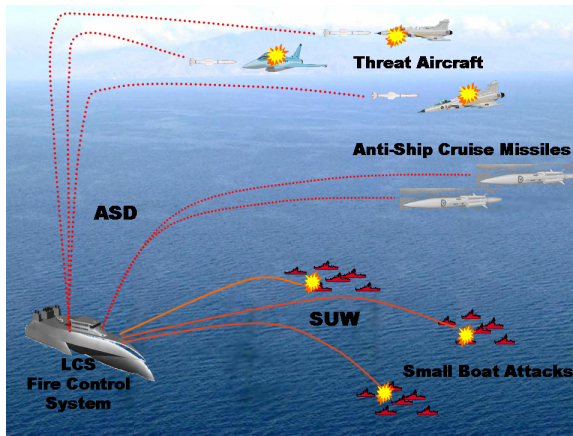 Threat Aircraft
Anti-Ship Cruise Missiles
ASD
SUW
LCS
Fire Control
System
Small Boat Attacks